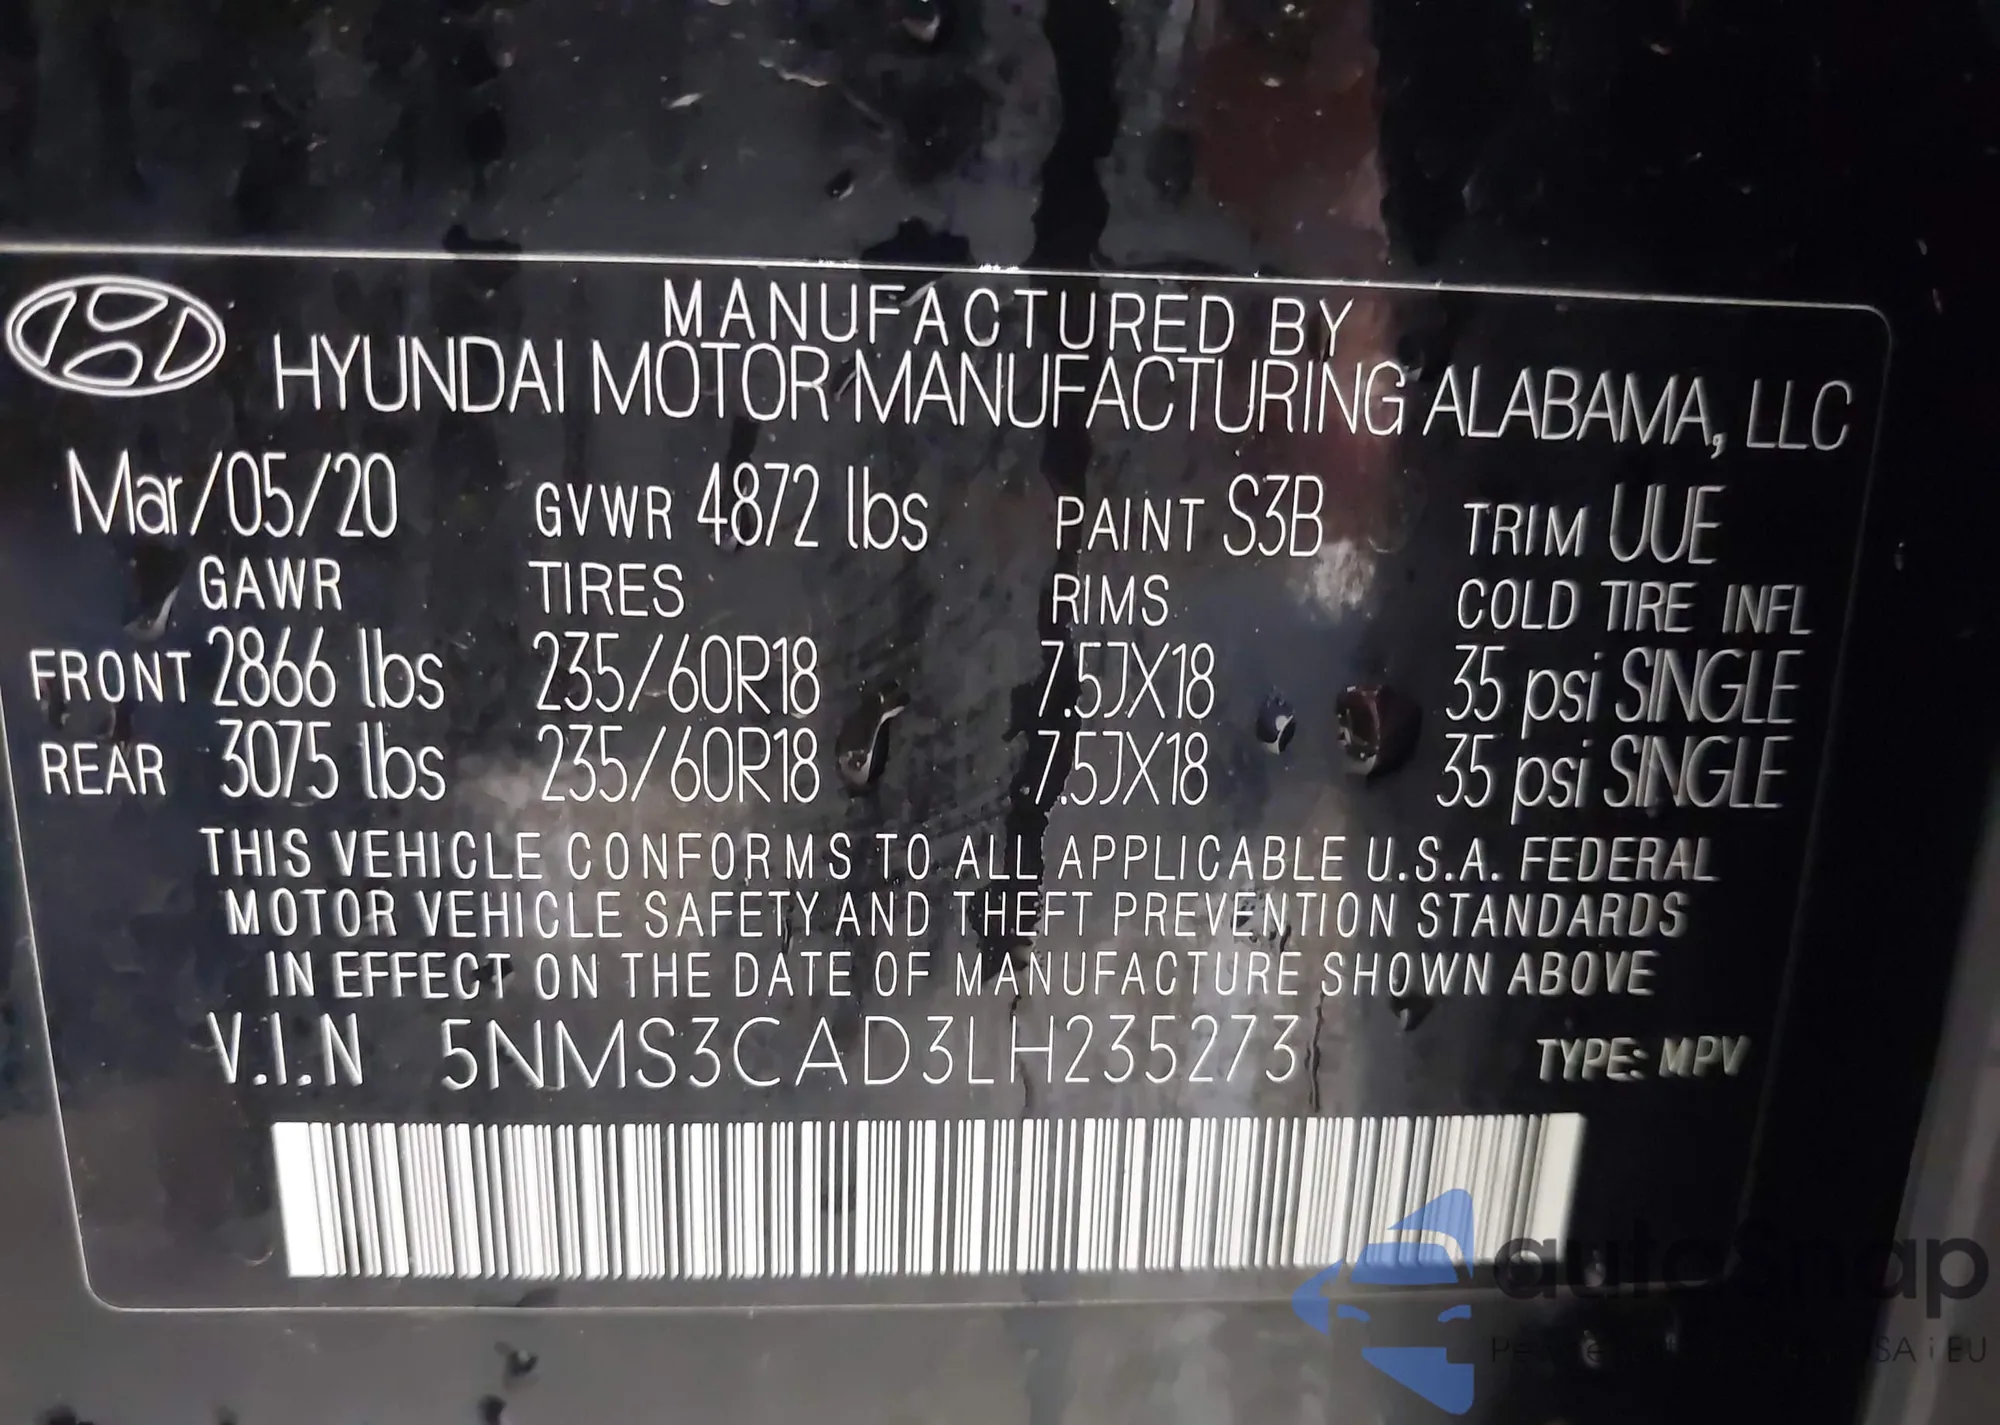 MANUFACTURED BY
HYUNDAI MOTOR MANUFACTURING ALABAMA, LLC
Mar/05/20 GVWR 4872 lbs PAINT S3B TRIM UUE
GAWR TIRES RIMS COLD TIRE INFL
FRONT 2866 lbs 235/60R18 7.5JX18 35 psi SINGLE
REAR 3075 lbs 235/60R18 7.5JX18 35 psi SINGLE
THIS VEHICLE CONFORMS TO ALL APPLICABLE U.S.A. FEDERAL
MOTOR VEHICLE SAFETY AND THEFT PREVENTION STANDARDS
IN EFFECT ON THE DATE OF MANUFACTURE SHOWN ABOVE
V.I.N 5NMS3CAD3LH235273 TYPE: MPV
autosnap
USA i EU